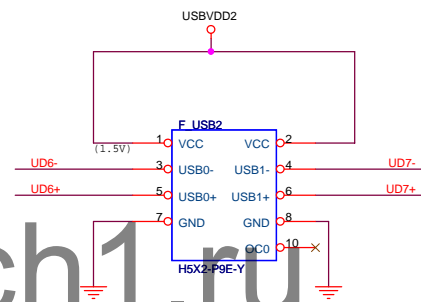 USBVDD2
F_USB2
1 VCC VCC 2
(1.5V)
UD6- 3 USB0- USB1- 4 UD7-
UD6+ 5 USB0+ USB1+ 6 UD7+
7 GND GND 8
OC0 10
H5X2-P9E-Y
ch1.ru